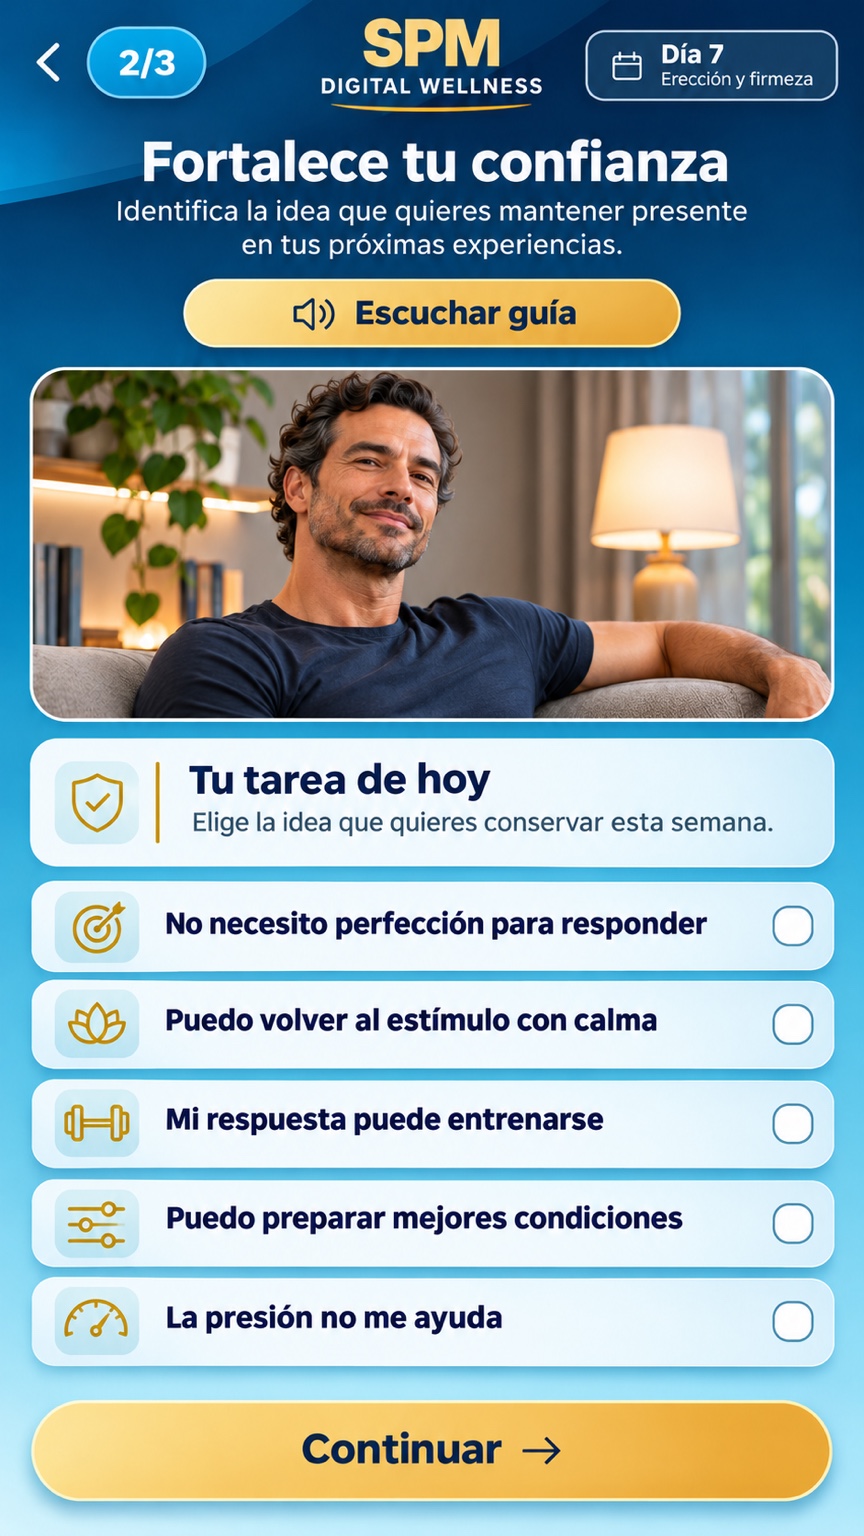 2/3
SPM
DIGITAL WELLNESS
Día 7
Erección y firmeza
Fortalece tu confianza
Identifica la idea que quieres mantener presente
en tus próximas experiencias.
Escuchar guía
Tu tarea de hoy
Elige la idea que quieres conservar esta semana.
No necesito perfección para responder
Puedo volver al estímulo con calma
Mi respuesta puede entrenarse
Puedo preparar mejores condiciones
La presión no me ayuda
Continuar →